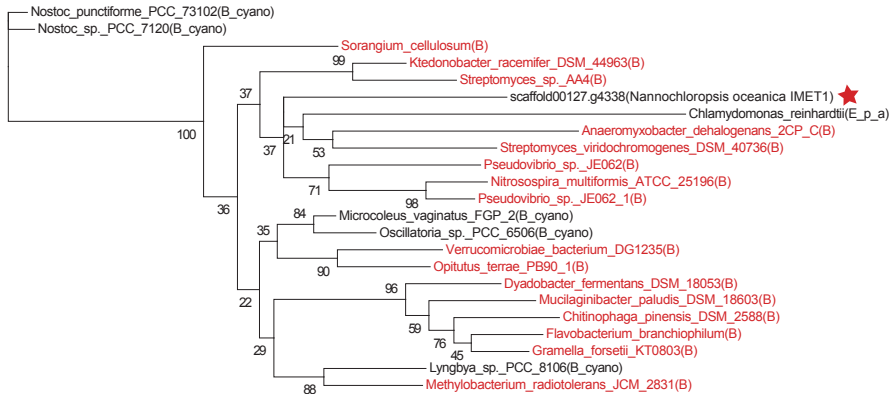 Nostoc_punctiforme_PCC_73102(B_cyano)
Nostoc_sp._PCC_7120(B_cyano)
Sorangium_cellulosum(B)
99
Ktedonobacter_racemifer_DSM_44963(B)
Streptomyces_sp._AA4(B)
37
scaffold00127.g4338(Nannochloropsis oceanica IMET1)
Chlamydomonas_reinhardtii(E_p_a)
100
21
37
Anaeromyxobacter_dehalogenans_2CP_C(B)
53
Streptomyces_viridochromogenes_DSM_40736(B)
Pseudovibrio_sp._JE062(B)
71
Nitrosospira_multiformis_ATCC_25196(B)
98
Pseudovibrio_sp._JE062_1(B)
36
84
Microcoleus_vaginatus_FGP_2(B_cyano)
35
Oscillatoria_sp._PCC_6506(B_cyano)
Verrucomicrobiae_bacterium_DG1235(B)
90
Opitutus_terrae_PB90_1(B)
22
96
Dyadobacter_fermentans_DSM_18053(B)
Mucilaginibacter_paludis_DSM_18603(B)
59
Chitinophaga_pinensis_DSM_2588(B)
76
Flavobacterium_branchiophilum(B)
29
45
Gramella_forsetii_KT0803(B)
Lyngbya_sp._PCC_8106(B_cyano)
88
Methylobacterium_radiotolerans_JCM_2831(B)